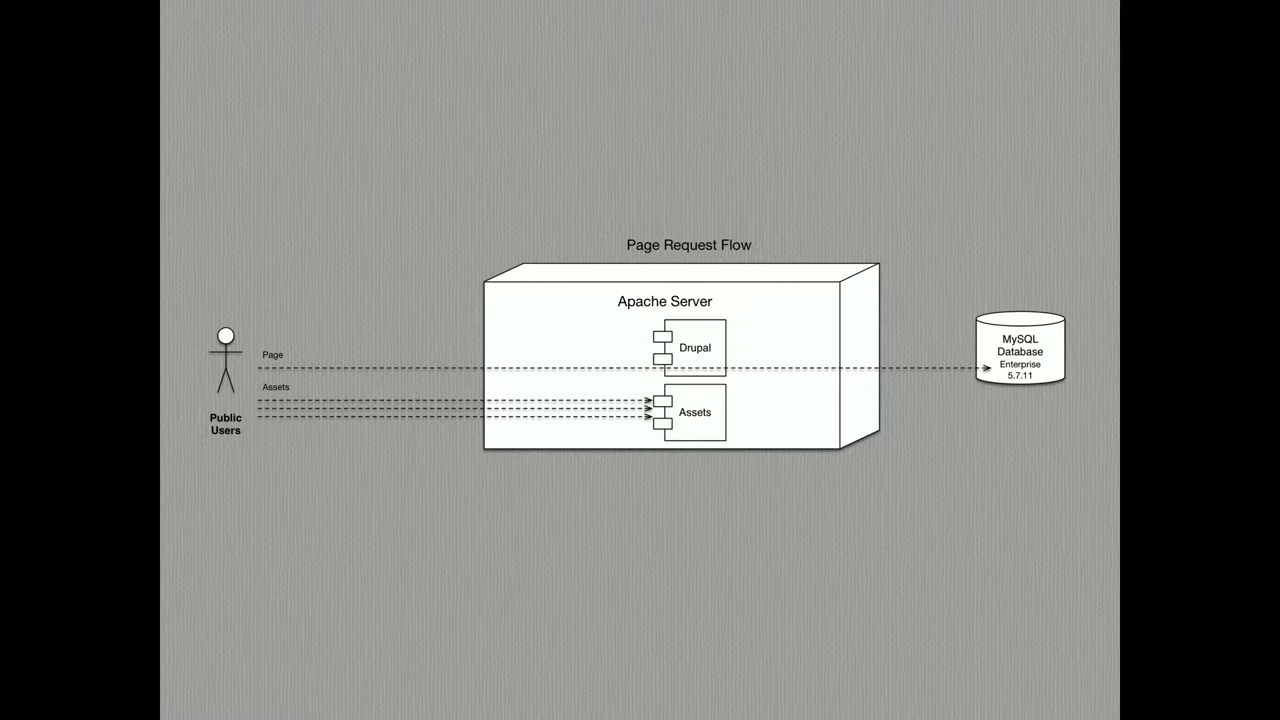 Page Request Flow
Apache Server
Drupal
Page
Assets
Assets
Public
Users
MySQL
Database
Enterprise
5.7.11